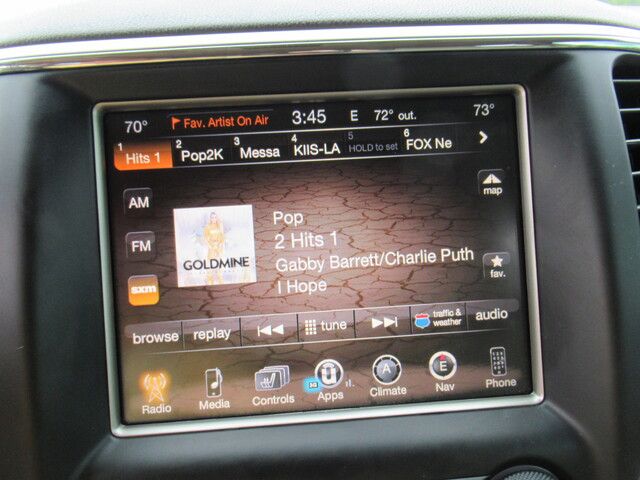 70° Fav. Artist On Air 3:45 E 72° out. 73°
1 Hits 1 2 Pop2K 3 Messa 4 KIIS-LA 5 HOLD to set 6 FOX Ne
AM
map
FM
Pop
2 Hits 1
GOLDMINE
Gabby Barrett/Charlie Puth
fav.
sxm
I Hope
browse replay tune traffic & weather audio
Radio Media Controls u Apps A Climate E Nav Phone